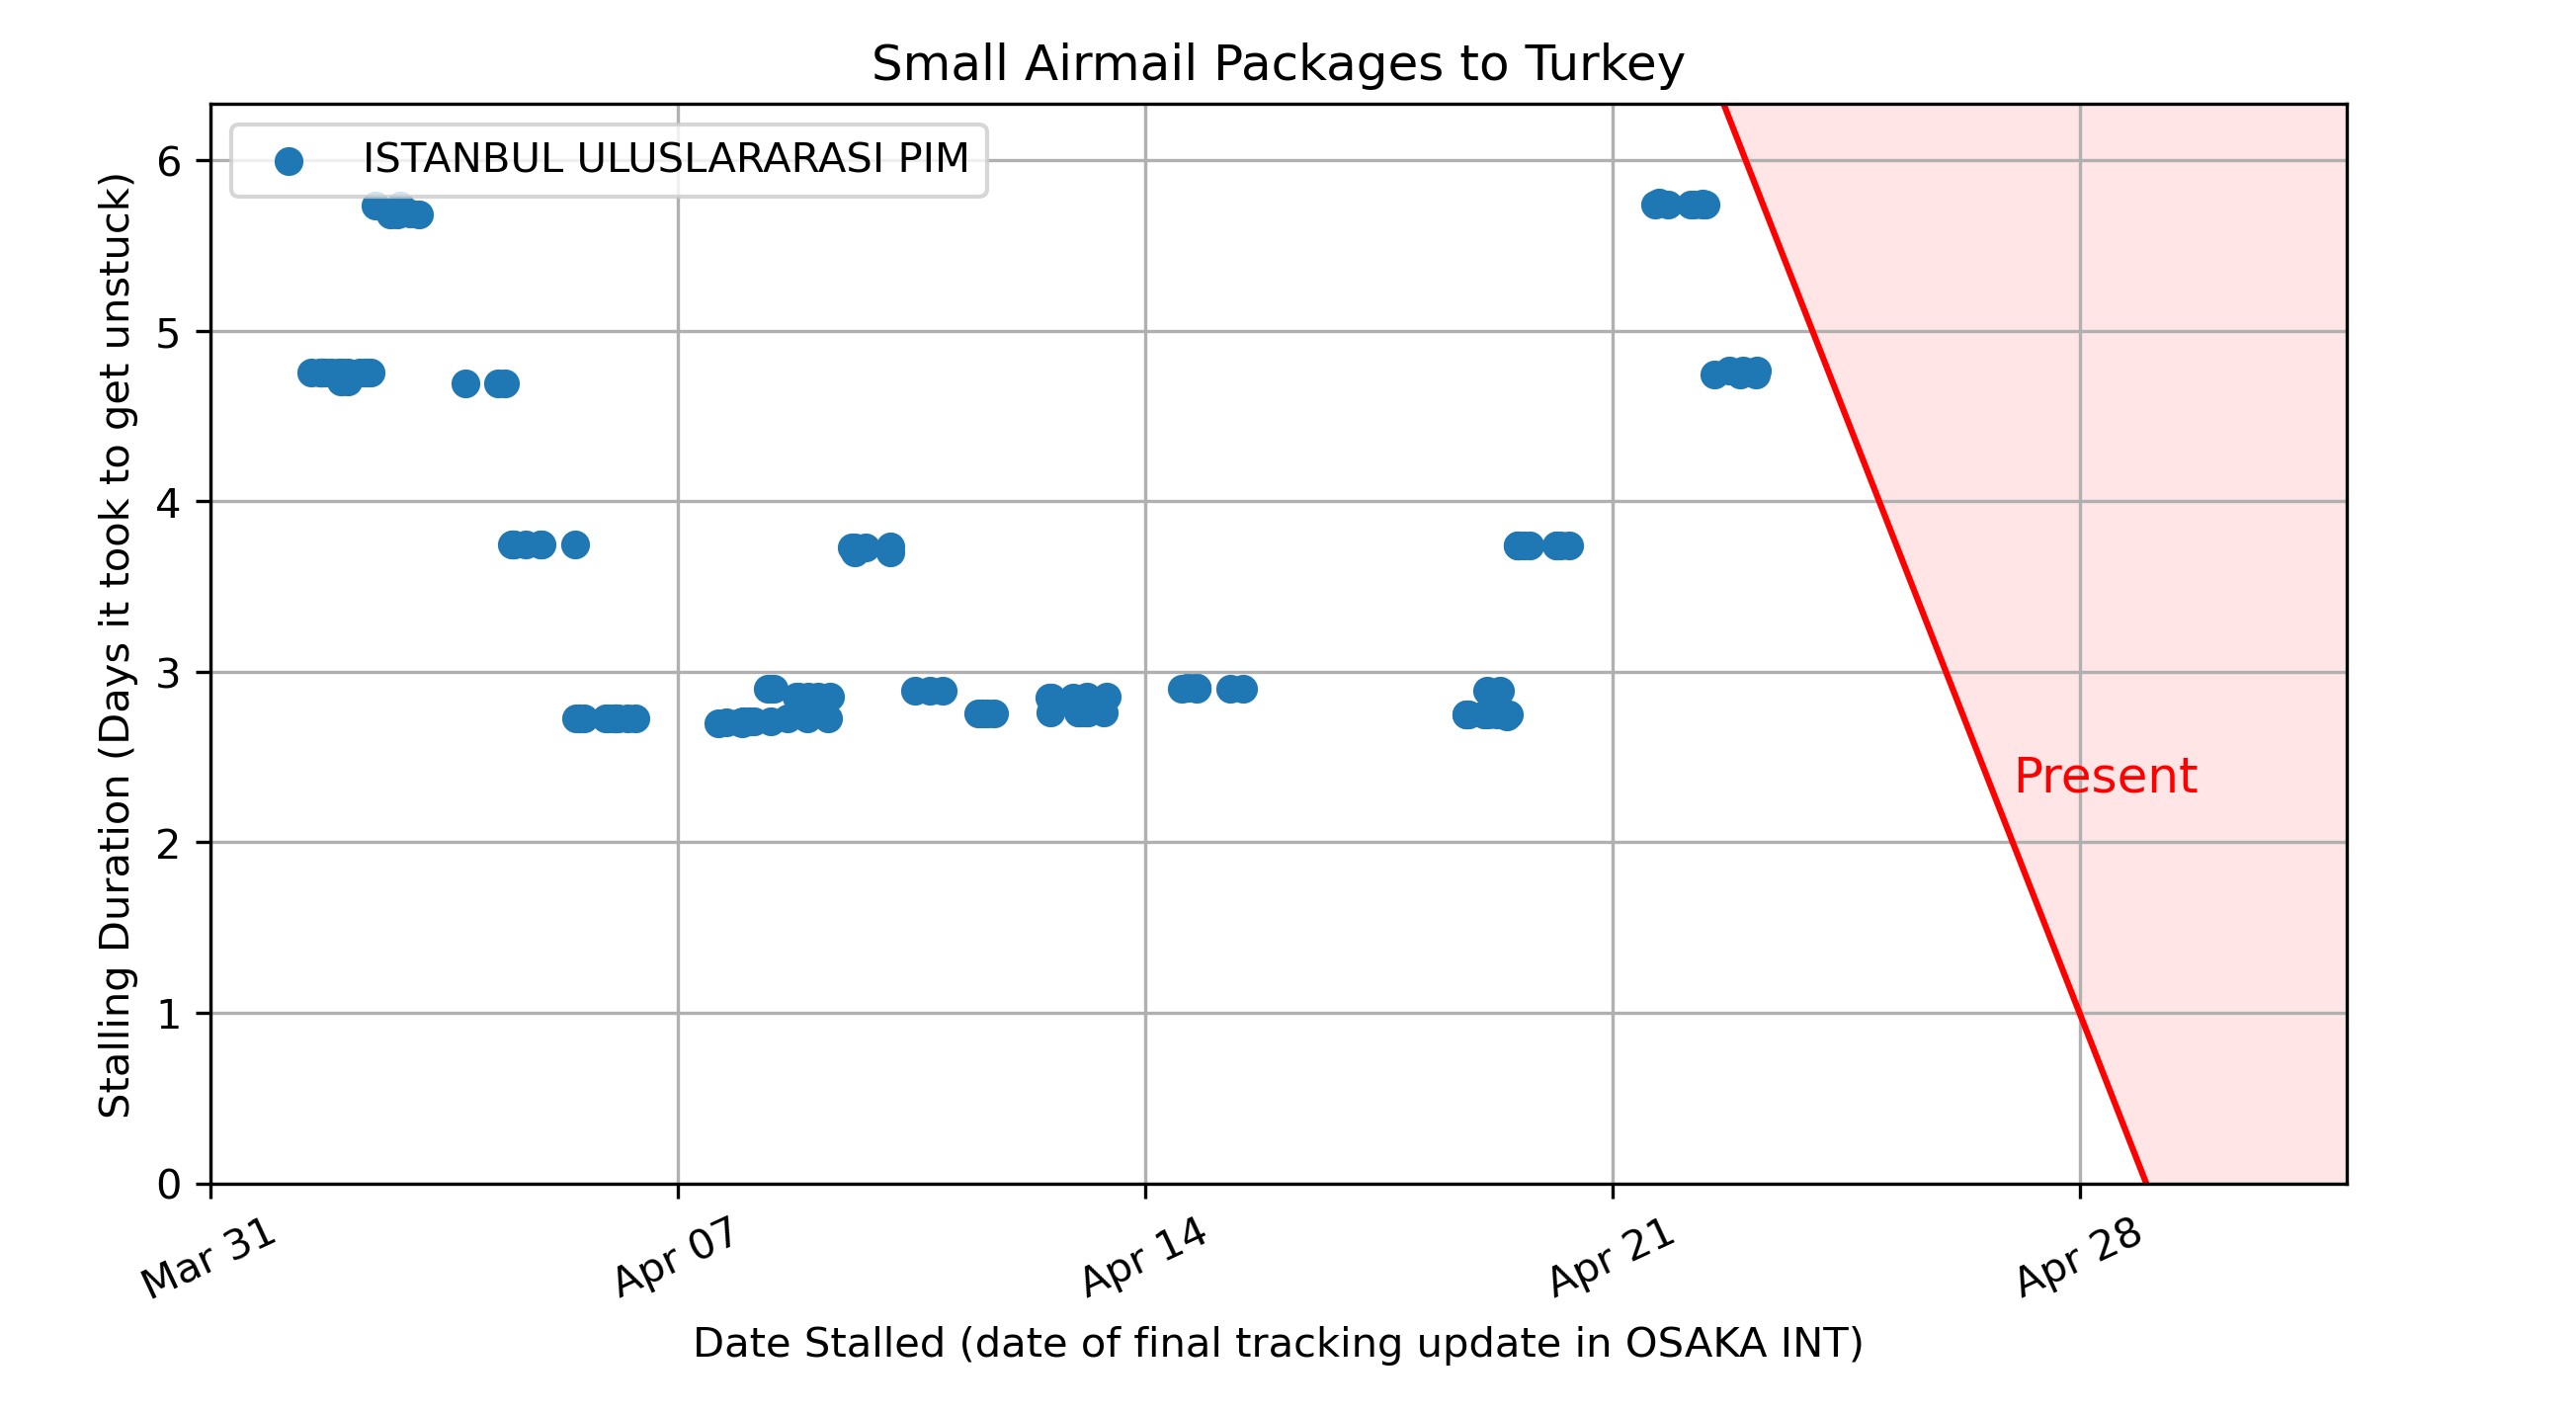 Small Airmail Packages to Turkey
ISTANBUL ULUSLARARASI PIM
Stalling Duration (Days it took to get unstuck)
6
5
4
3
2
1
0
Present
Mar 31
Apr 07
Apr 14
Apr 21
Apr 28
Date Stalled (date of final tracking update in OSAKA INT)